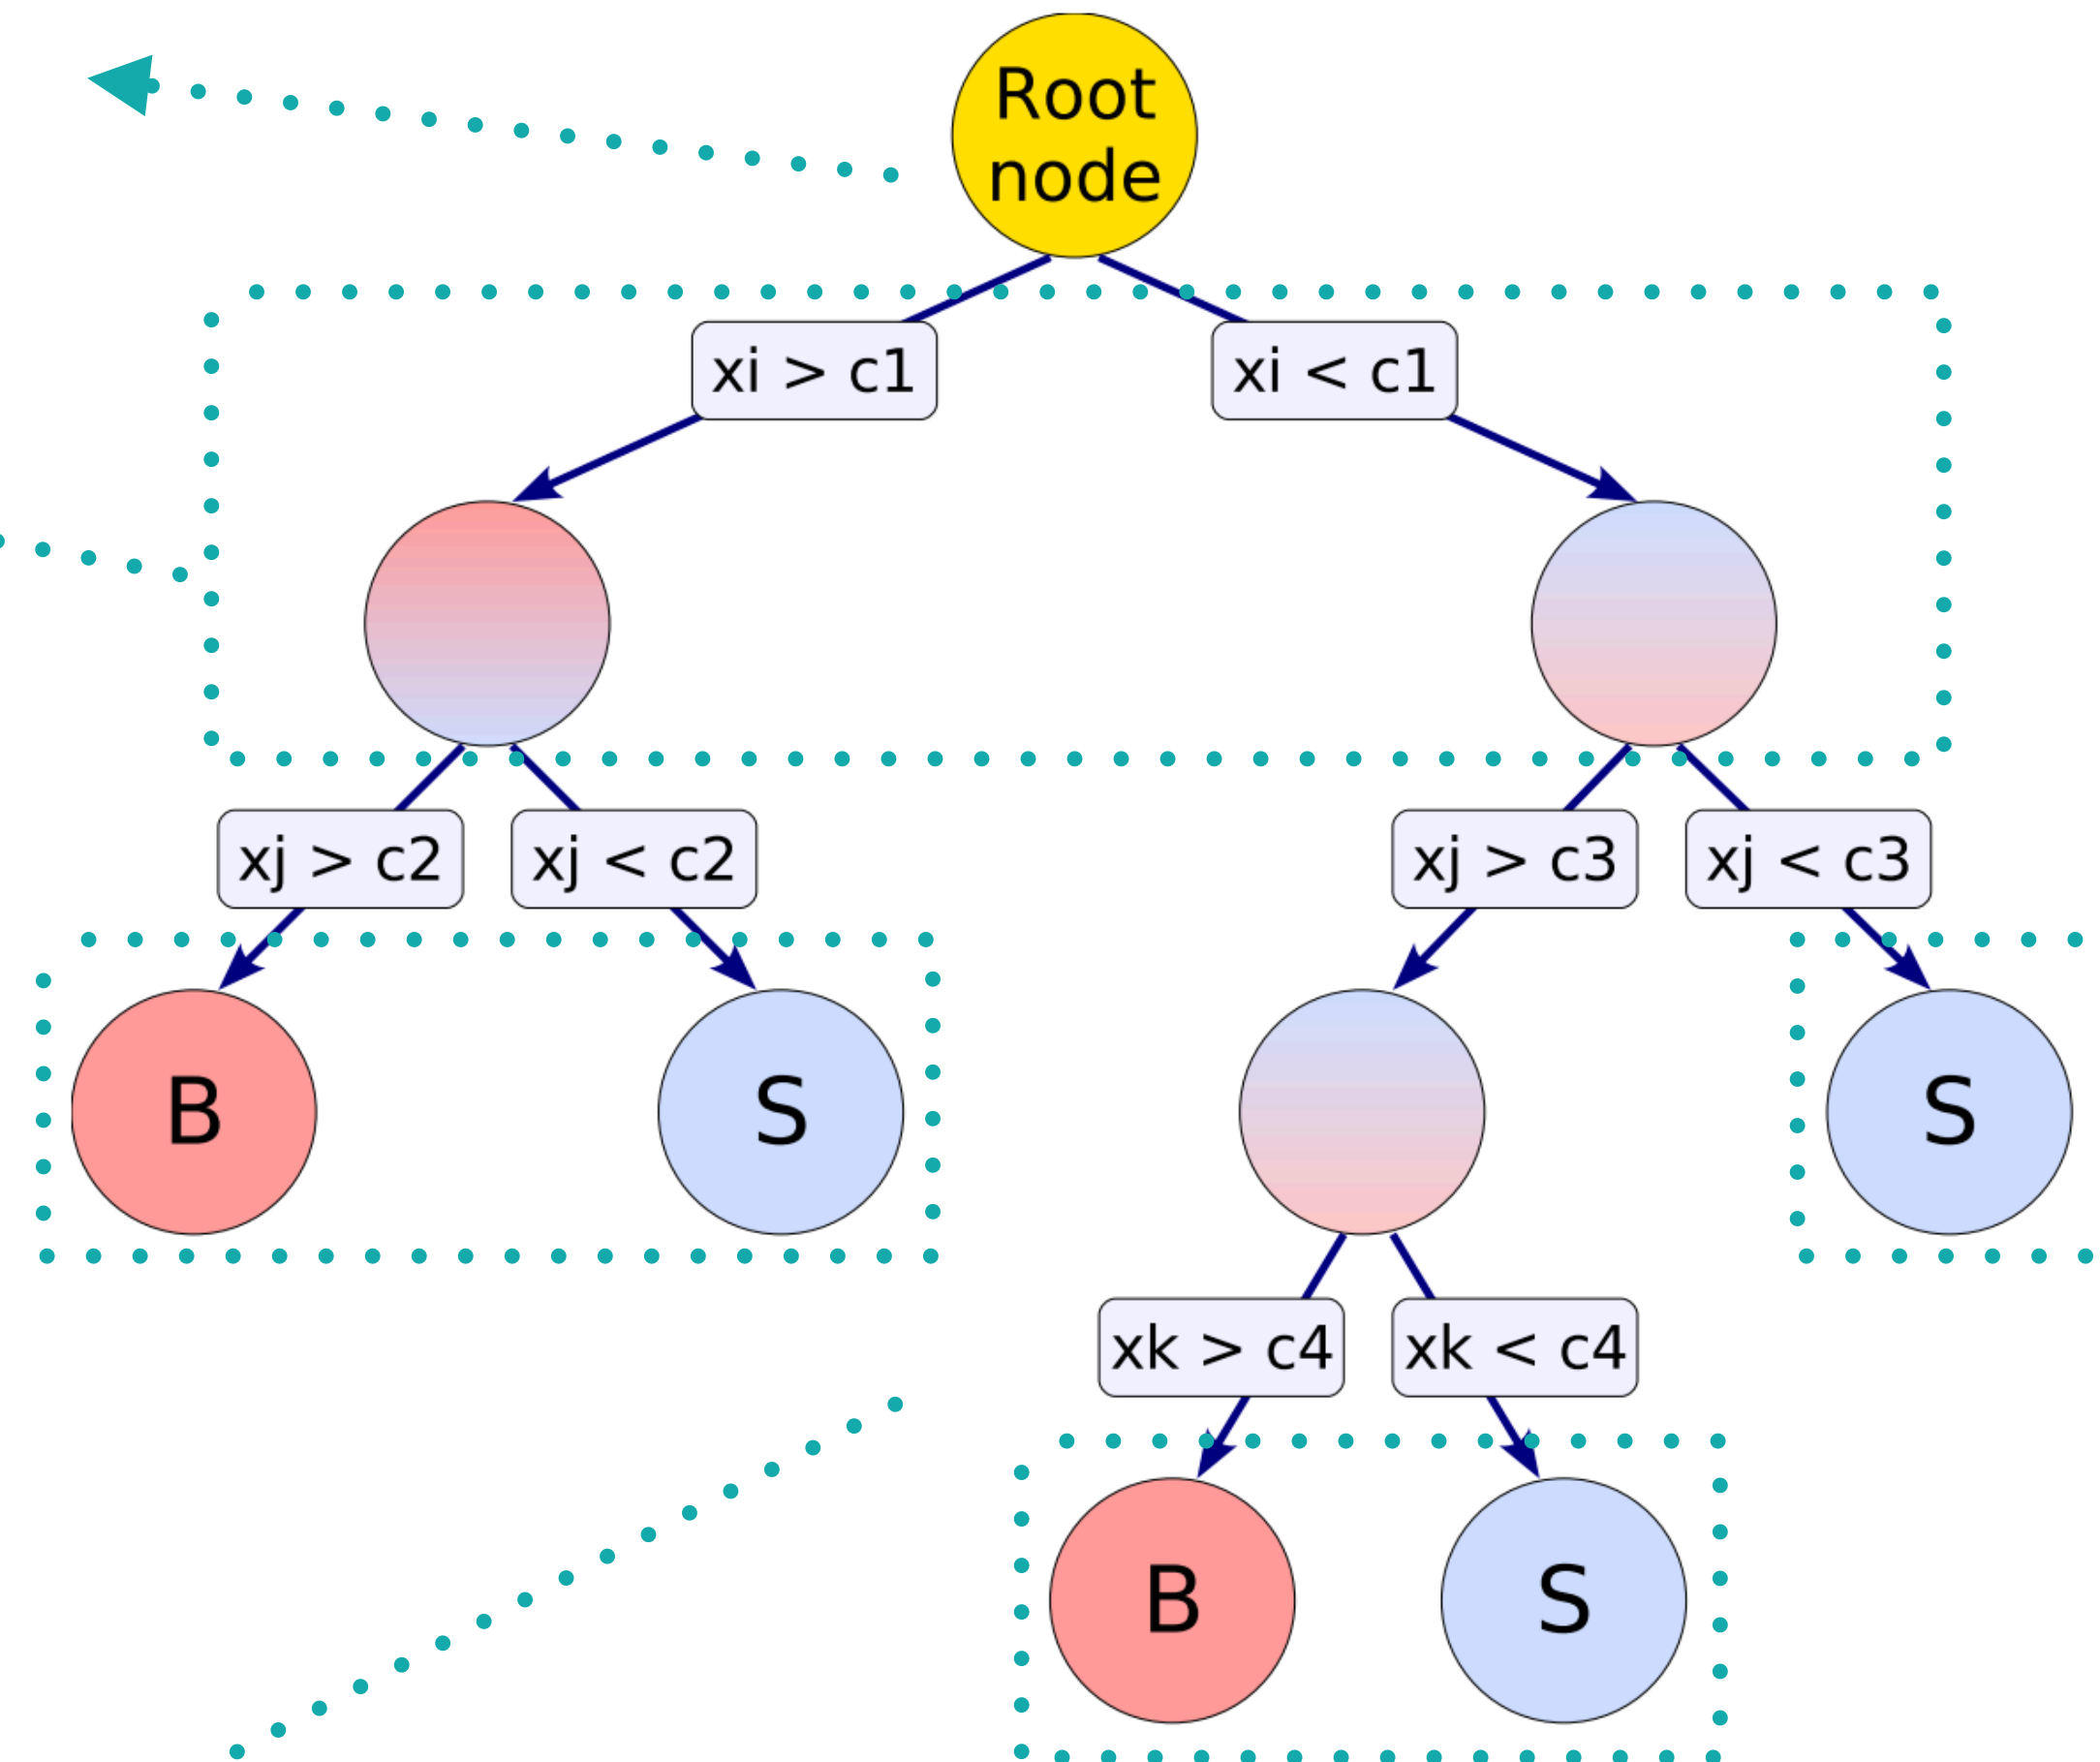 Root
node
xi > c1
xi < c1
xj > c2
xj < c2
xj > c3
xj < c3
B
S
S
xk > c4
xk < c4
B
S